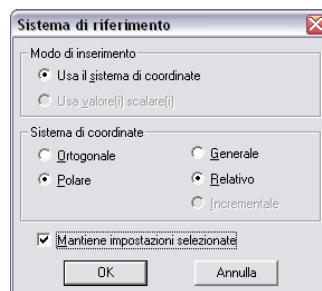 Sistema di riferimento
Modo di inserimento
Usa il sistema di coordinate
Usa valore(i) scalare(i)
Sistema di coordinate
Ortogonale
Generale
Polare
Relativo
Incrementale
Mantiene impostazioni selezionate
OK
Annulla